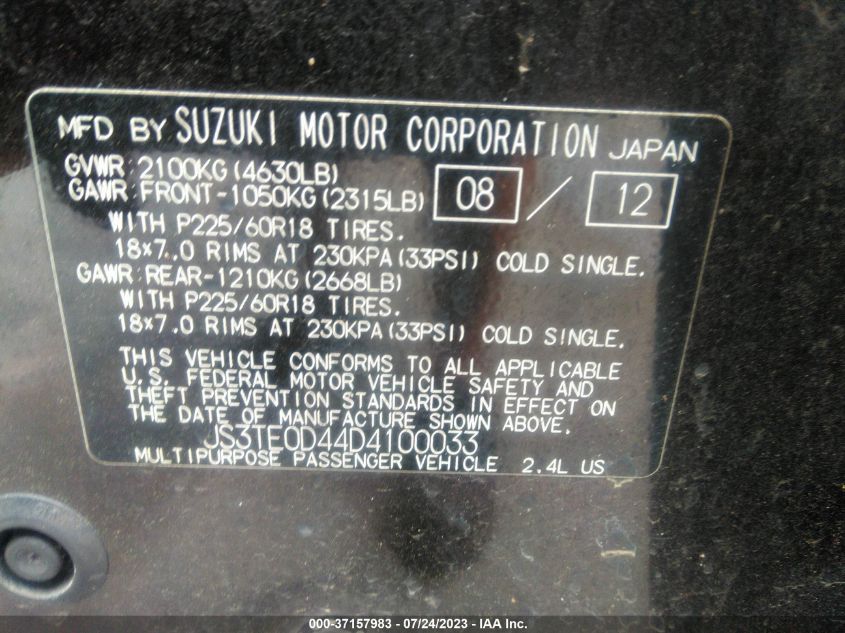 MFD BY SUZUKI MOTOR CORPORATION JAPAN
GVWR:2100KG(4630LB)
GAWR:FRONT-1050KG(2315LB) 08 / 12
WITH P225/60R18 TIRES.
18x7.0 RIMS AT 230KPA(33PSI) COLD SINGLE.
GAWR:REAR-1210KG(2668LB)
WITH P225/60R18 TIRES.
18x7.0 RIMS AT 230KPA(33PSI) COLD SINGLE.
THIS VEHICLE CONFORMS TO ALL APPLICABLE
U.S. FEDERAL MOTOR VEHICLE SAFETY AND
THEFT PREVENTION STANDARDS IN EFFECT ON
THE DATE OF MANUFACTURE SHOWN ABOVE.
JS3TE0D44D4100033
MULTIPURPOSE PASSENGER VEHICLE 2.4L US
000-37157983 / 07/24/2023 - IAA Inc.